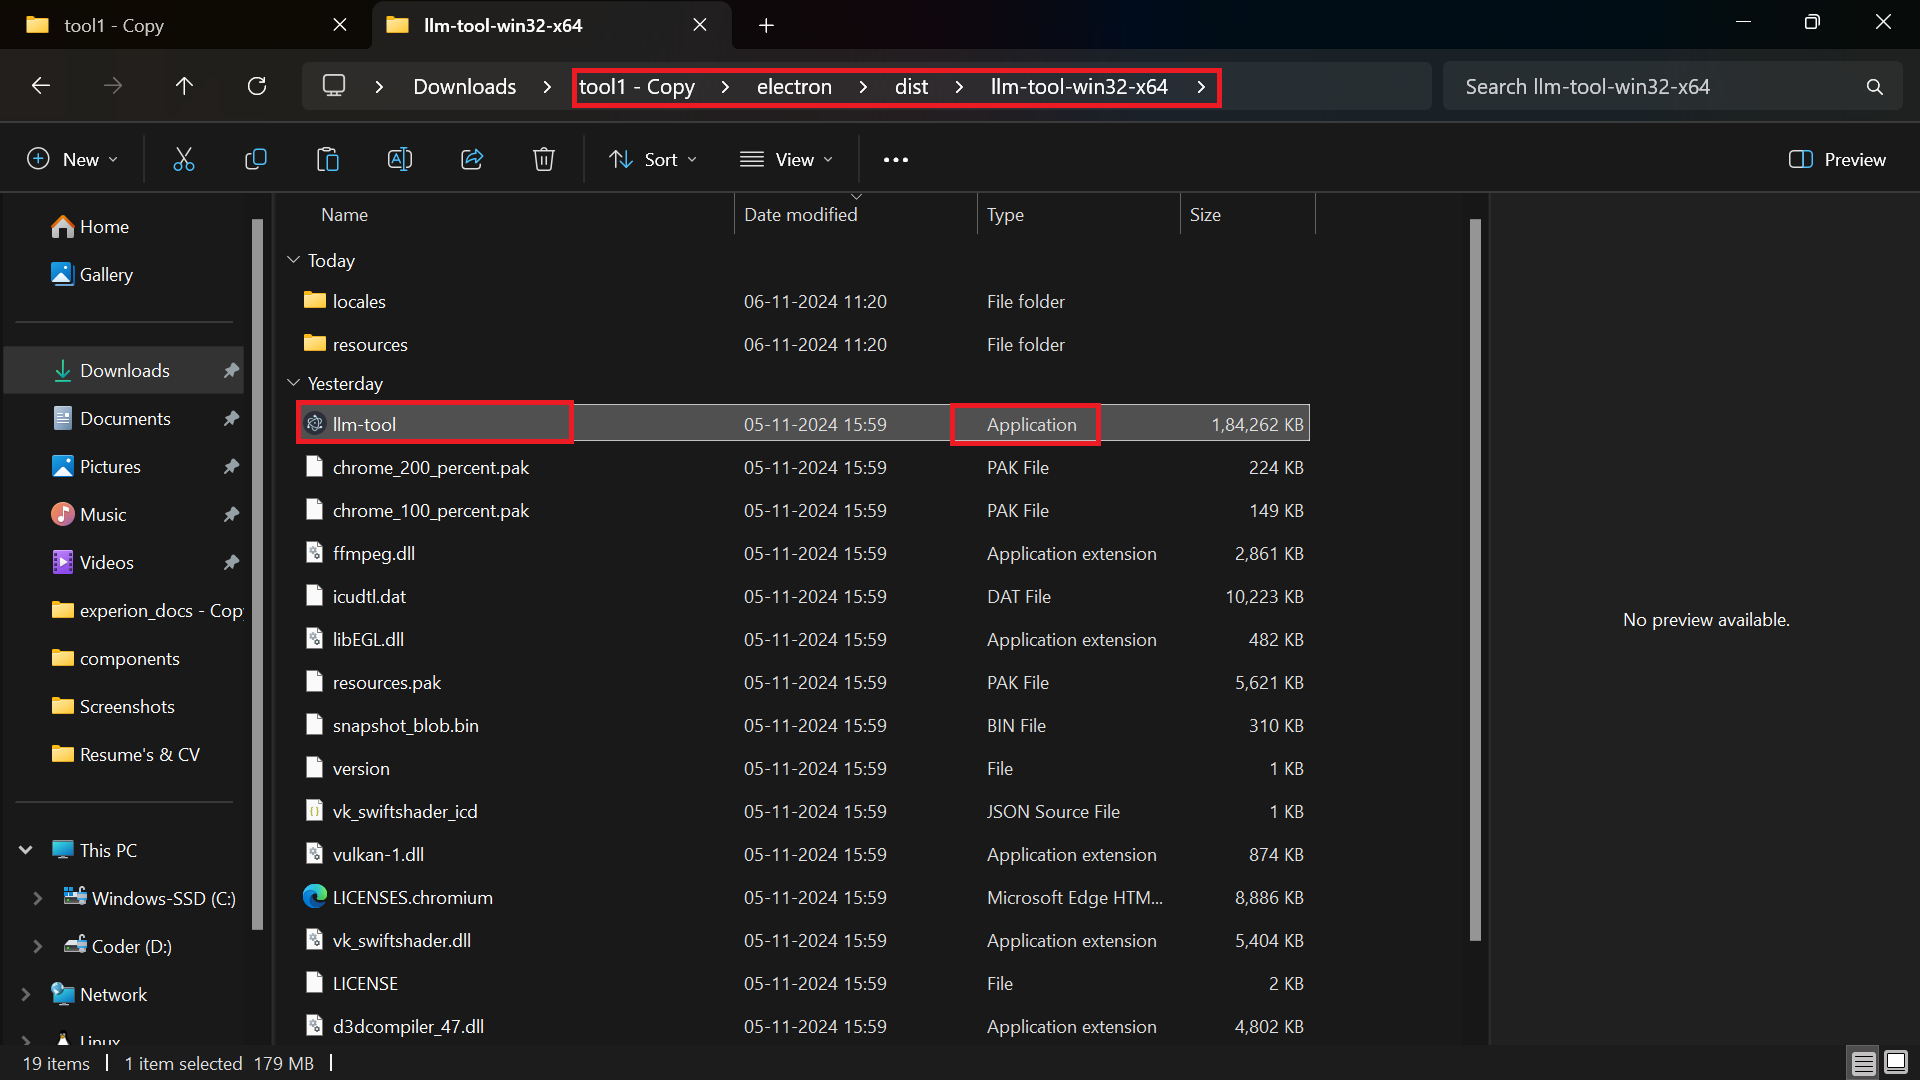 tool1 - Copy
llm-tool-win32-x64
Downloads > tool1 - Copy > electron > dist > llm-tool-win32-x64 >
Search llm-tool-win32-x64
New
Sort
View
Preview
Home
Gallery
Downloads
Documents
Pictures
Music
Videos
experion_docs - Cop
components
Screenshots
Resume's & CV
This PC
Windows-SSD (C:)
Coder (D:)
Network
Linux
Name Date modified Type Size
Today
locales 06-11-2024 11:20 File folder
resources 06-11-2024 11:20 File folder
Yesterday
llm-tool 05-11-2024 15:59 Application 1,84,262 KB
chrome_200_percent.pak 05-11-2024 15:59 PAK File 224 KB
chrome_100_percent.pak 05-11-2024 15:59 PAK File 149 KB
ffmpeg.dll 05-11-2024 15:59 Application extension 2,861 KB
icudtl.dat 05-11-2024 15:59 DAT File 10,223 KB
libEGL.dll 05-11-2024 15:59 Application extension 482 KB
resources.pak 05-11-2024 15:59 PAK File 5,621 KB
snapshot_blob.bin 05-11-2024 15:59 BIN File 310 KB
version 05-11-2024 15:59 File 1 KB
vk_swiftshader_icd 05-11-2024 15:59 JSON Source File 1 KB
vulkan-1.dll 05-11-2024 15:59 Application extension 874 KB
LICENSES.chromium 05-11-2024 15:59 Microsoft Edge HTM... 8,886 KB
vk_swiftshader.dll 05-11-2024 15:59 Application extension 5,404 KB
LICENSE 05-11-2024 15:59 File 2 KB
d3dcompiler_47.dll 05-11-2024 15:59 Application extension 4,802 KB
No preview available.
19 items | 1 item selected 179 MB |